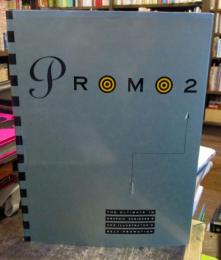 PROMO 2
THE ULTIMATE IN
GRAPHIC DESIGNER'S
AND ILLUSTRATOR'S
SELF-PROMOTION